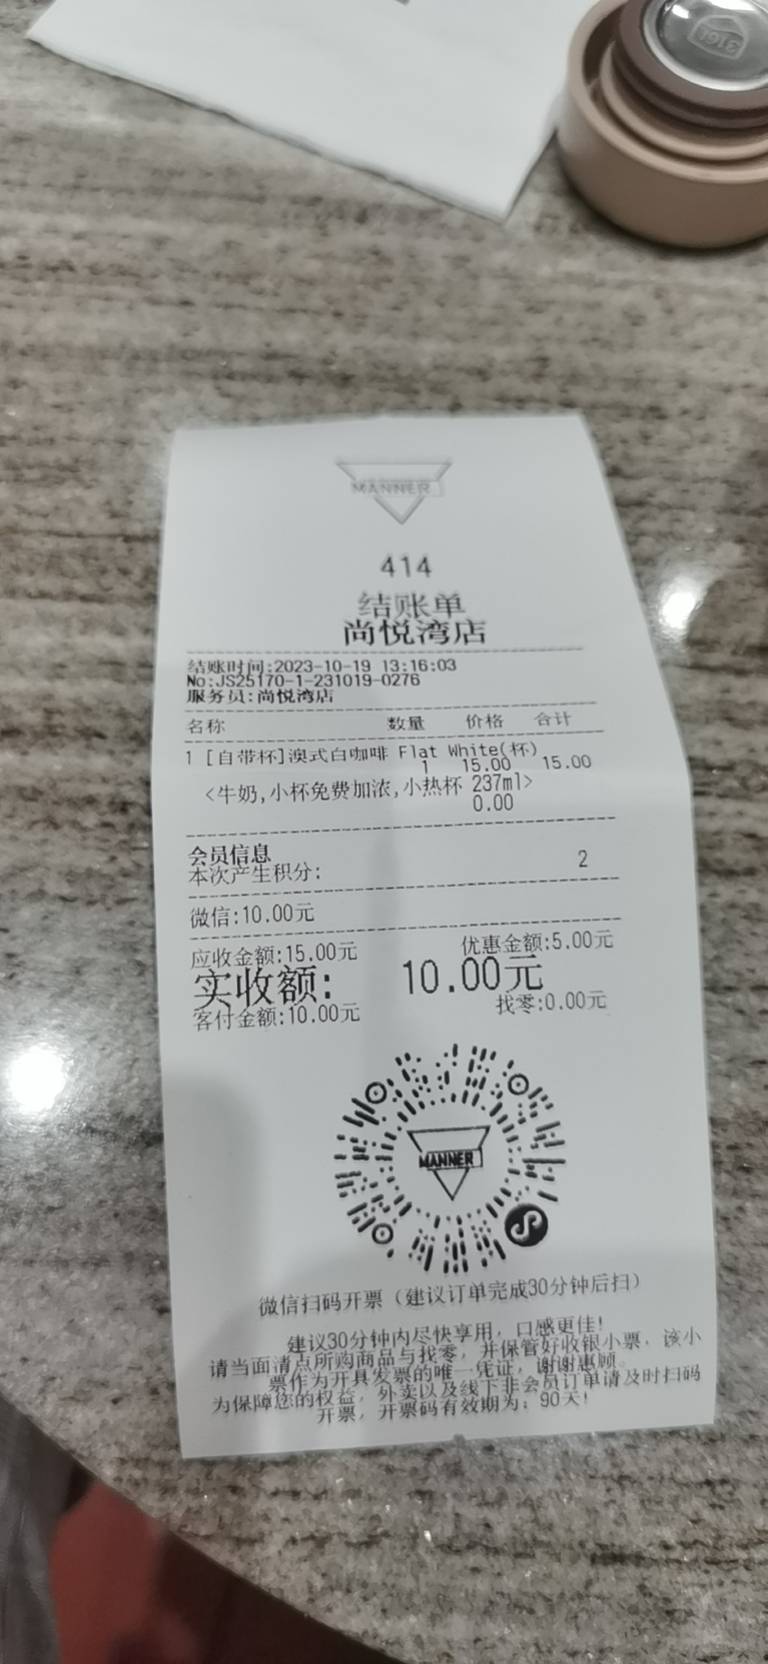 316L
MANNER
414
结账单
尚悦湾店
结账时间:2023-10-19 13:16:03
No:JS25170-1-231019-0276
服务员:尚悦湾店
名称 数量 价格 合计
1 [自带杯]澳式白咖啡 Flat White(杯)
1 15.00 15.00
<牛奶,小杯免费加浓,小热杯 237ml>
0.00
会员信息
本次产生积分: 2
微信:10.00元
应收金额:15.00元 优惠金额:5.00元
实收额: 10.00元
客付金额:10.00元 找零:0.00元
MANNER
微信扫码开票（建议订单完成30分钟后扫）
建议30分钟内尽快享用，口感更佳!
请当面清点所购商品与找零，并保管好收银小票，该小
票作为开具发票的唯一凭证，谢谢惠顾。
为保障您的权益，外卖以及线下非会员订单请及时扫码
开票，开票码有效期为：90天!